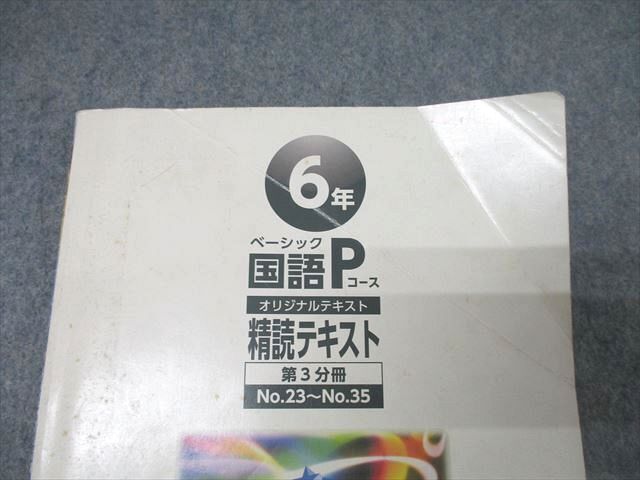 6年
ベーシック
国語Pコース
オリジナルテキスト
精読テキスト
第3分冊
No.23～No.35